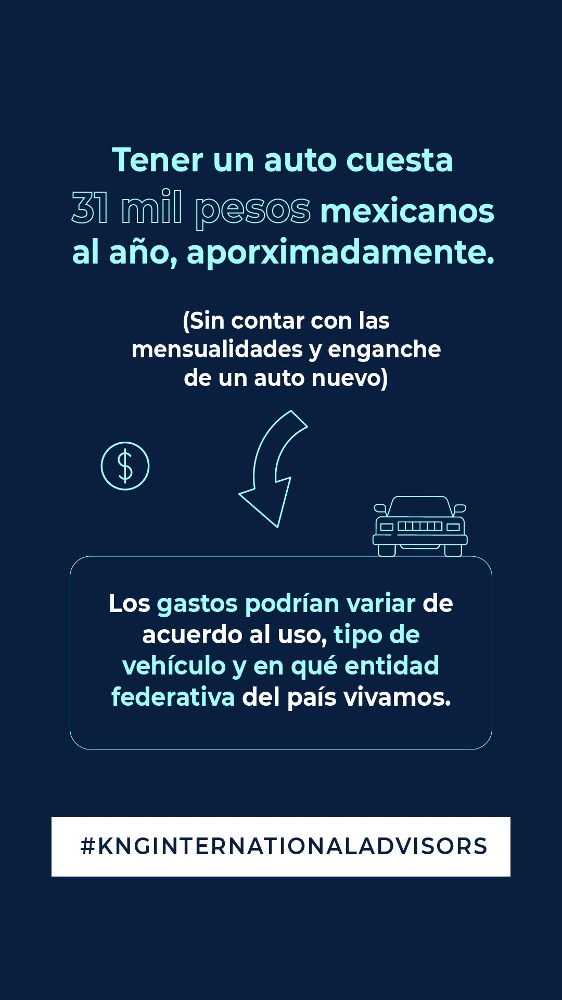 Tener un auto cuesta
31 mil pesos mexicanos
al año, aporximadamente.
(Sin contar con las
mensualidades y enganche
de un auto nuevo)
$
Los gastos podrían variar de
acuerdo al uso, tipo de
vehículo y en qué entidad
federativa del país vivamos.
#KNGINTERNATIONALADVISORS